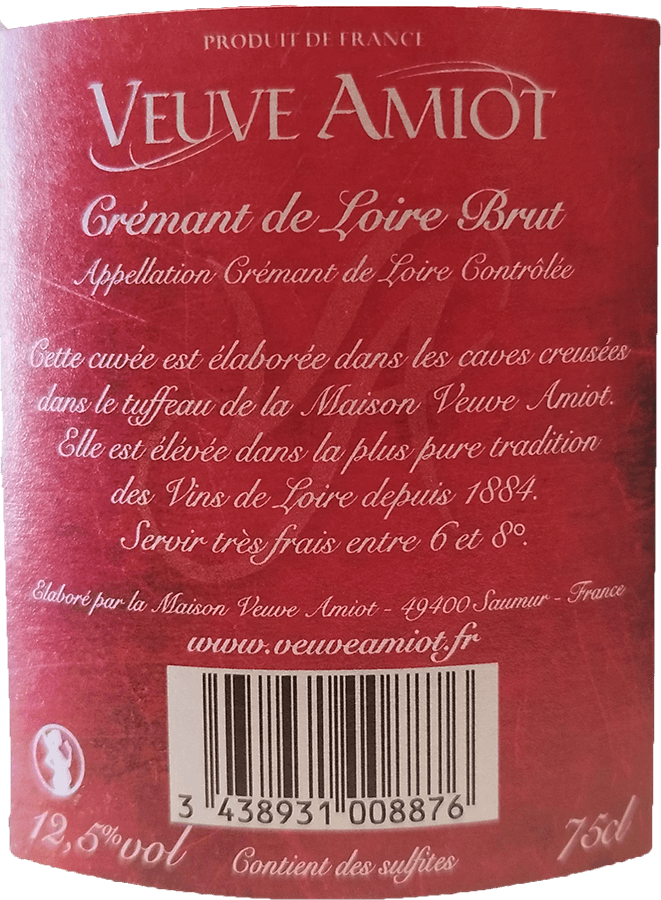 PRODUIT DE FRANCE
VEUVE AMIOT
Crémant de Loire Brut
Appellation Crémant de Loire Contrôlée
Cette cuvée est élaborée dans les caves creusées
dans le tuffeau de la Maison Veuve Amiot.
Elle est élévée dans la plus pure tradition
des Vins de Loire depuis 1884.
Servir très frais entre 6 et 8°.
Elaboré par la Maison Veuve Amiot - 49400 Saumur - France
www.veuveamiot.fr
3 438931 008876
12,5% vol
Contient des sulfites
75cl